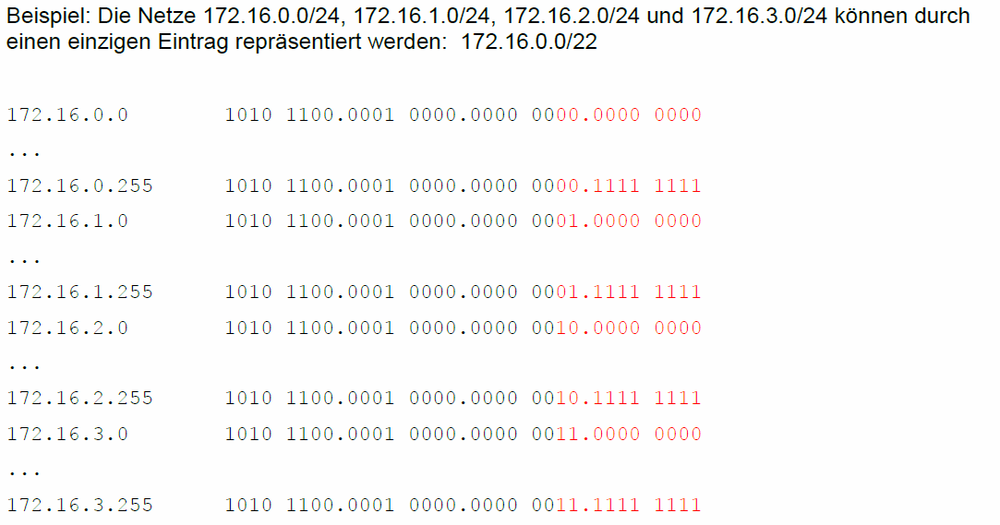 Beispiel: Die Netze 172.16.0.0/24, 172.16.1.0/24, 172.16.2.0/24 und 172.16.3.0/24 können durch
einen einzigen Eintrag repräsentiert werden:  172.16.0.0/22
172.16.0.0 1010 1100.0001 0000.0000 0000.0000 0000
...
172.16.0.255 1010 1100.0001 0000.0000 0000.1111 1111
172.16.1.0 1010 1100.0001 0000.0000 0001.0000 0000
...
172.16.1.255 1010 1100.0001 0000.0000 0001.1111 1111
172.16.2.0 1010 1100.0001 0000.0000 0010.0000 0000
...
172.16.2.255 1010 1100.0001 0000.0000 0010.1111 1111
172.16.3.0 1010 1100.0001 0000.0000 0011.0000 0000
...
172.16.3.255 1010 1100.0001 0000.0000 0011.1111 1111